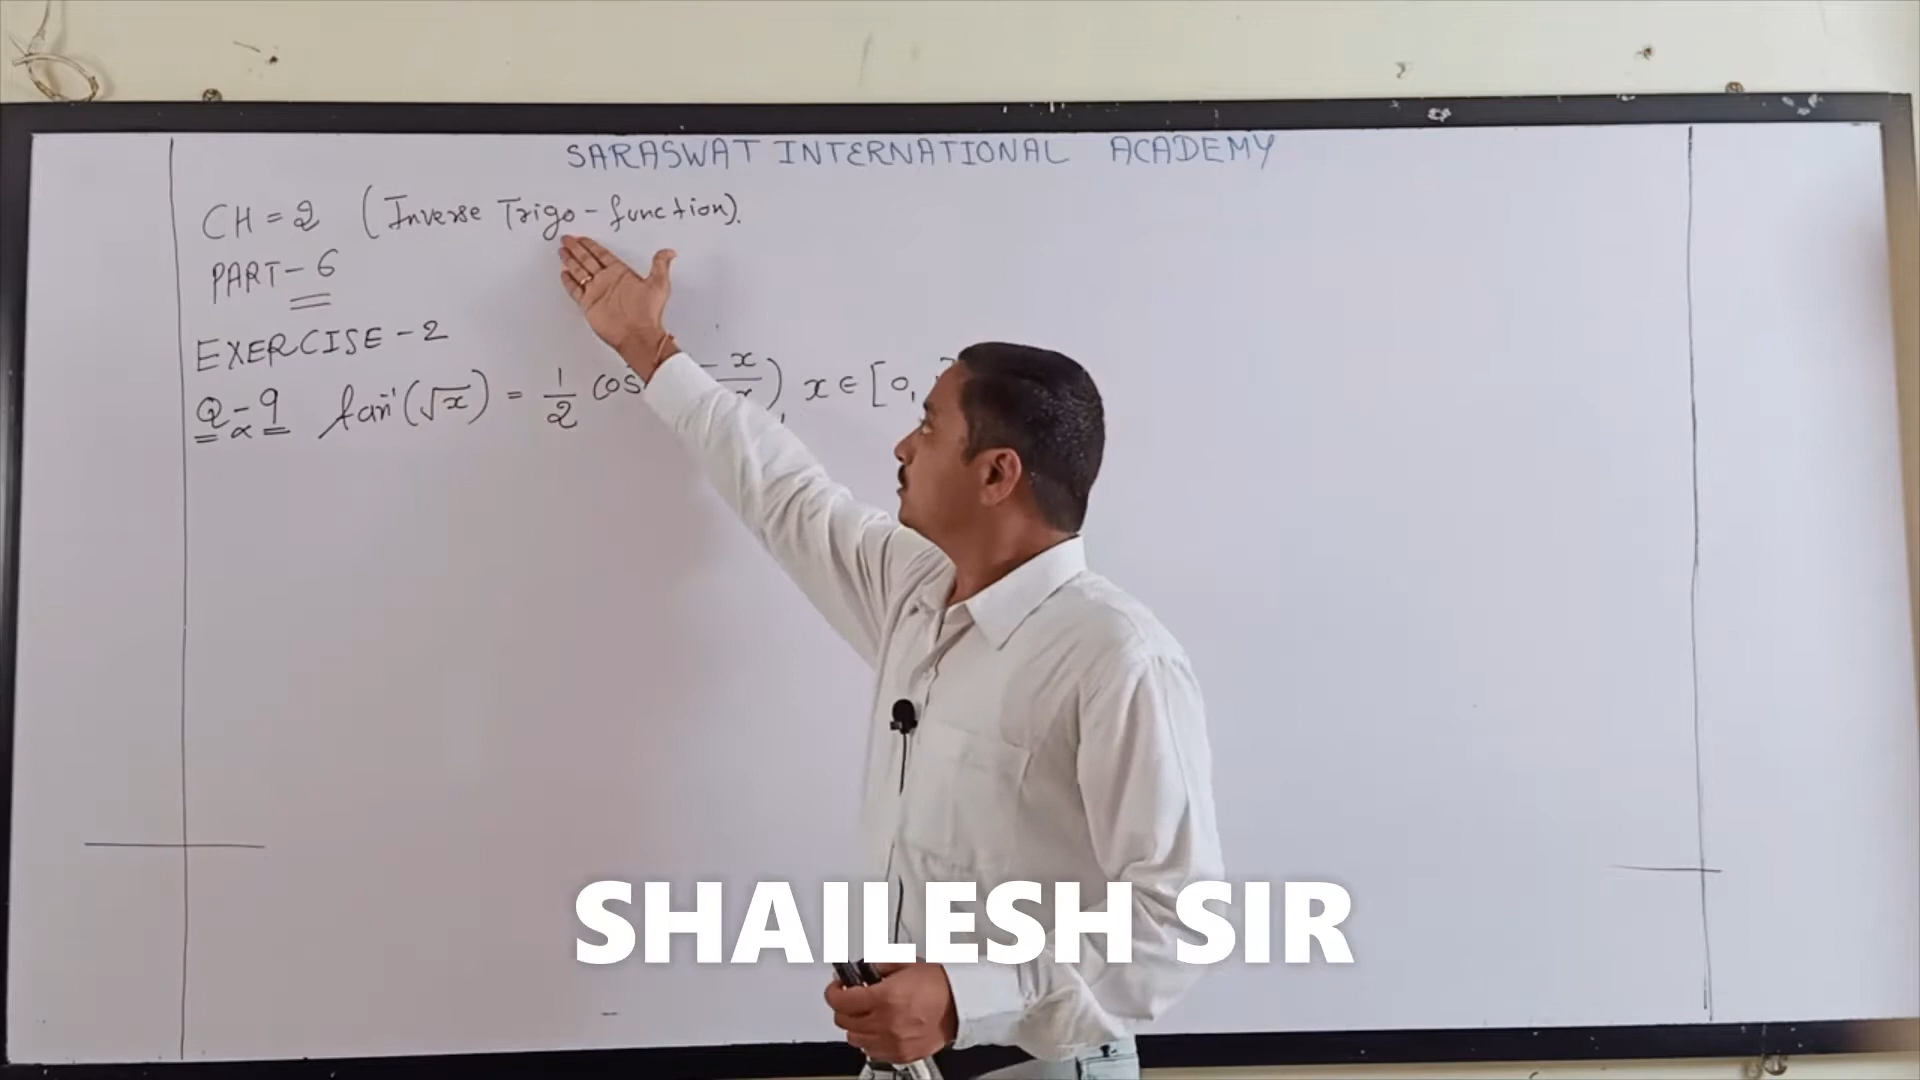 SARASWAT INTERNATIONAL ACADEMY
CH = 2 (Inverse Trigo - function).
PART - 6
EXERCISE - 2
Q - 9 tan⁻¹(√x) = 1/2 cos - x ), x ∈ [0,
SHAILESH SIR